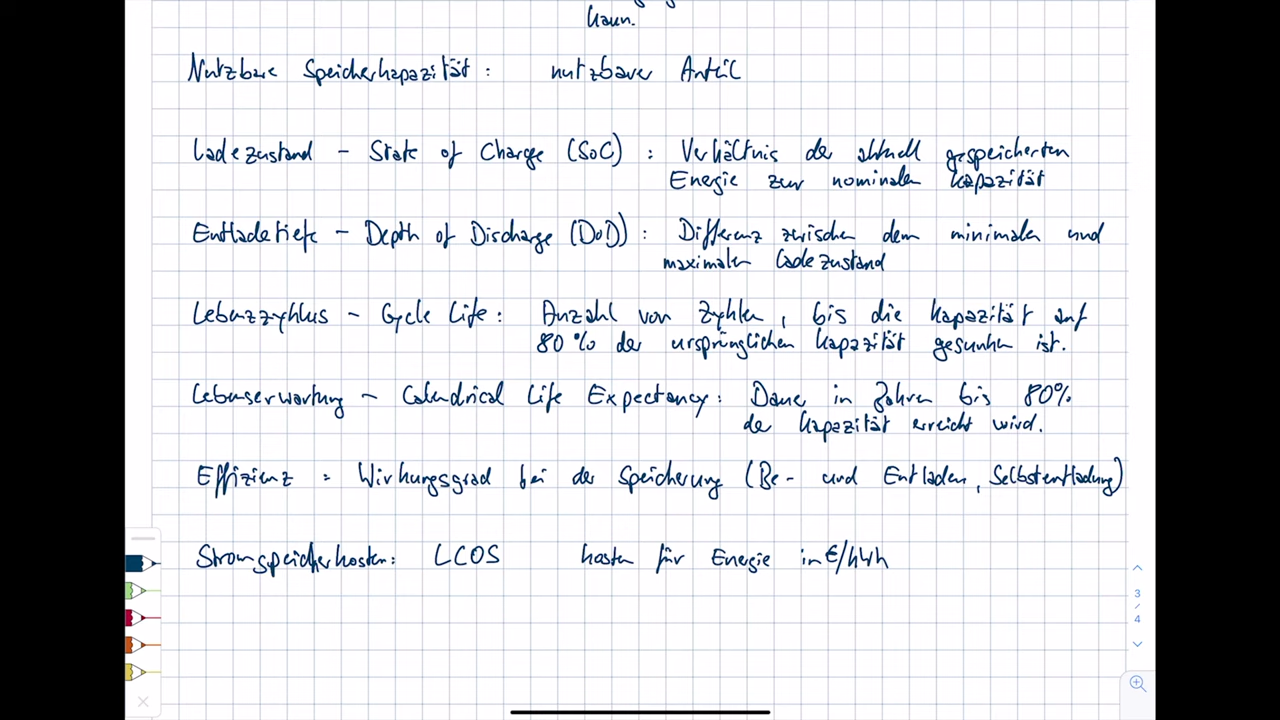 kann.
Nutzbare Speicherkapazität: nutzbarer Anteil
Ladezustand - State of Charge (SoC): Verhältnis der aktuell gespeicherten
Energie zur nominalen Kapazität
Entladetiefe - Depth of Discharge (DoD): Differenz zwischen dem minimalen und
maximalen Ladezustand
Lebenzzyklus - Cycle Life: Anzahl von Zyklen, bis die Kapazität auf
80% der ursprünglichen Kapazität gesunken ist.
Lebenserwartung - Calendrical Life Expectancy: Dauer in Jahren bis 80%
der Kapazität erreicht wird.
Effizienz = Wirkungsgrad bei der Speicherung (Be- und Entladen, Selbstentladung)
Stromspeicherkosten: LCOS Kosten für Energie in €/kWh
3
/
4